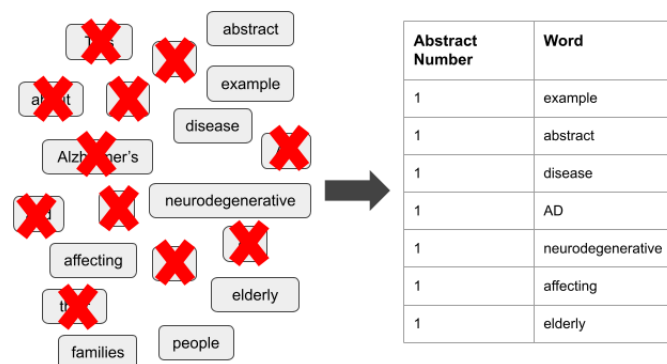 abstract
example
disease
Alzheimer's
neurodegenerative
affecting
elderly
people
families
Abstract Number Word
1 example
1 abstract
1 disease
1 AD
1 neurodegenerative
1 affecting
1 elderly